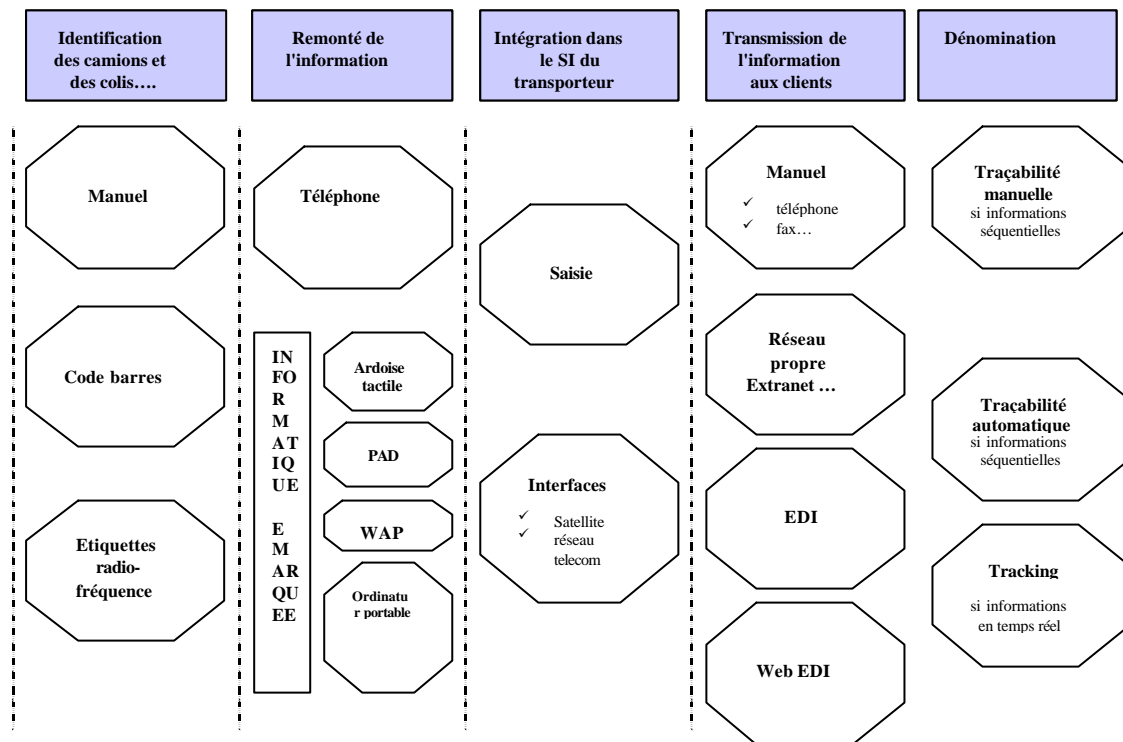 Identification
des camions et
des colis….
Remonté de
l'information
Intégration dans
le SI du
transporteur
Transmission de
l'information
aux clients
Dénomination
Manuel
Code barres
Etiquettes
radio-
fréquence
Téléphone
IN
FO
R
M
AT
IQ
UE
E
M
AR
QU
EE
Ardoise
tactile
PAD
WAP
Ordinatu
r portable
Saisie
Interfaces
✓ Satellite
✓ réseau
telecom
Manuel
✓ téléphone
✓ fax…
Réseau
propre
Extranet …
EDI
Web EDI
Traçabilité
manuelle
si informations
séquentielles
Traçabilité
automatique
si informations
séquentielles
Tracking
si informations
en temps réel